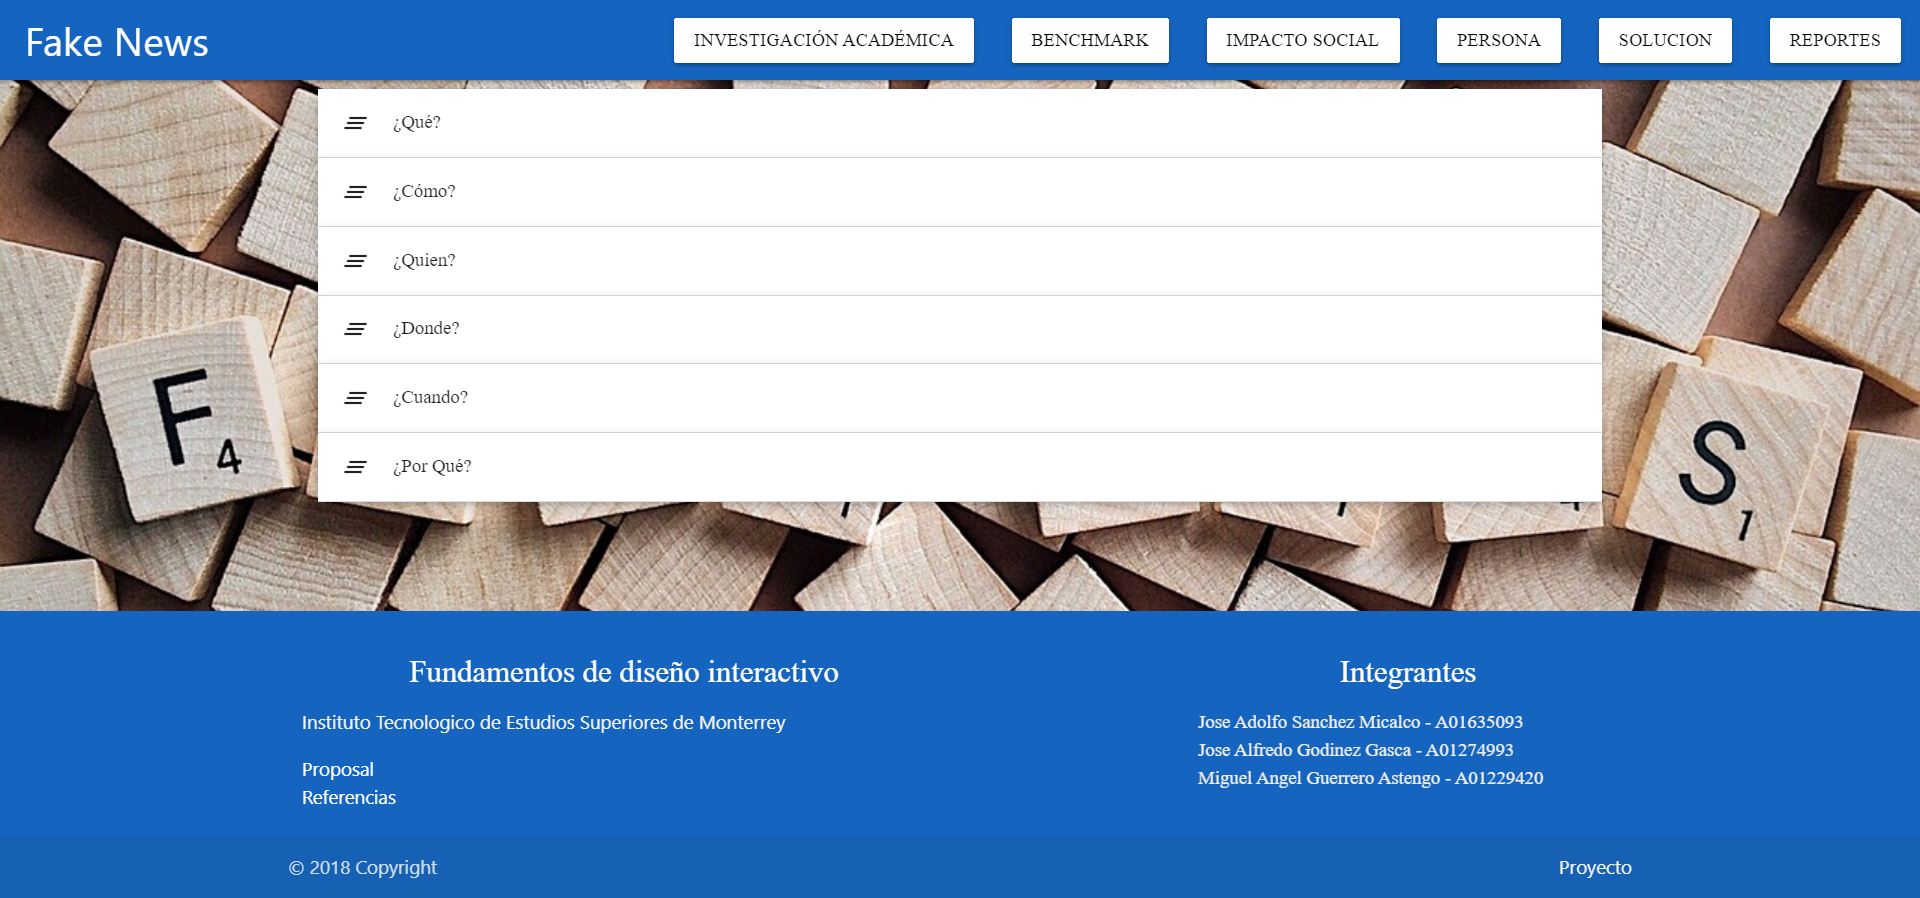 Fake News
INVESTIGACIÓN ACADÉMICA
BENCHMARK
IMPACTO SOCIAL
PERSONA
SOLUCION
REPORTES
¿Qué?
¿Cómo?
¿Quien?
¿Donde?
¿Cuando?
¿Por Qué?
F
4
S
1
Fundamentos de diseño interactivo
Instituto Tecnologico de Estudios Superiores de Monterrey
Proposal
Referencias
Integrantes
Jose Adolfo Sanchez Micalco - A01635093
Jose Alfredo Godinez Gasca - A01274993
Miguel Angel Guerrero Astengo - A01229420
© 2018 Copyright
Proyecto